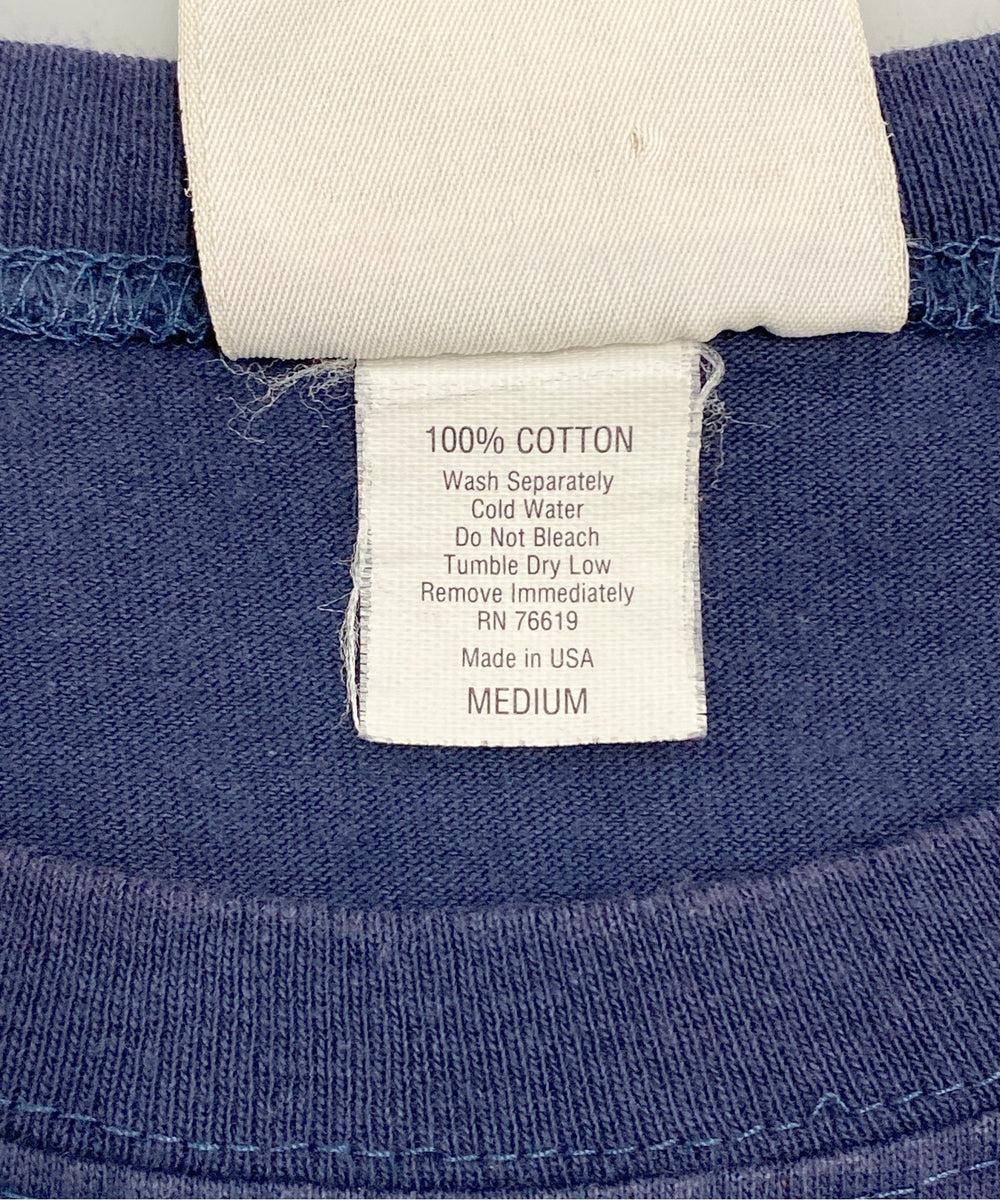 100% COTTON
Wash Separately
Cold Water
Do Not Bleach
Tumble Dry Low
Remove Immediately
RN 76619
Made in USA
MEDIUM